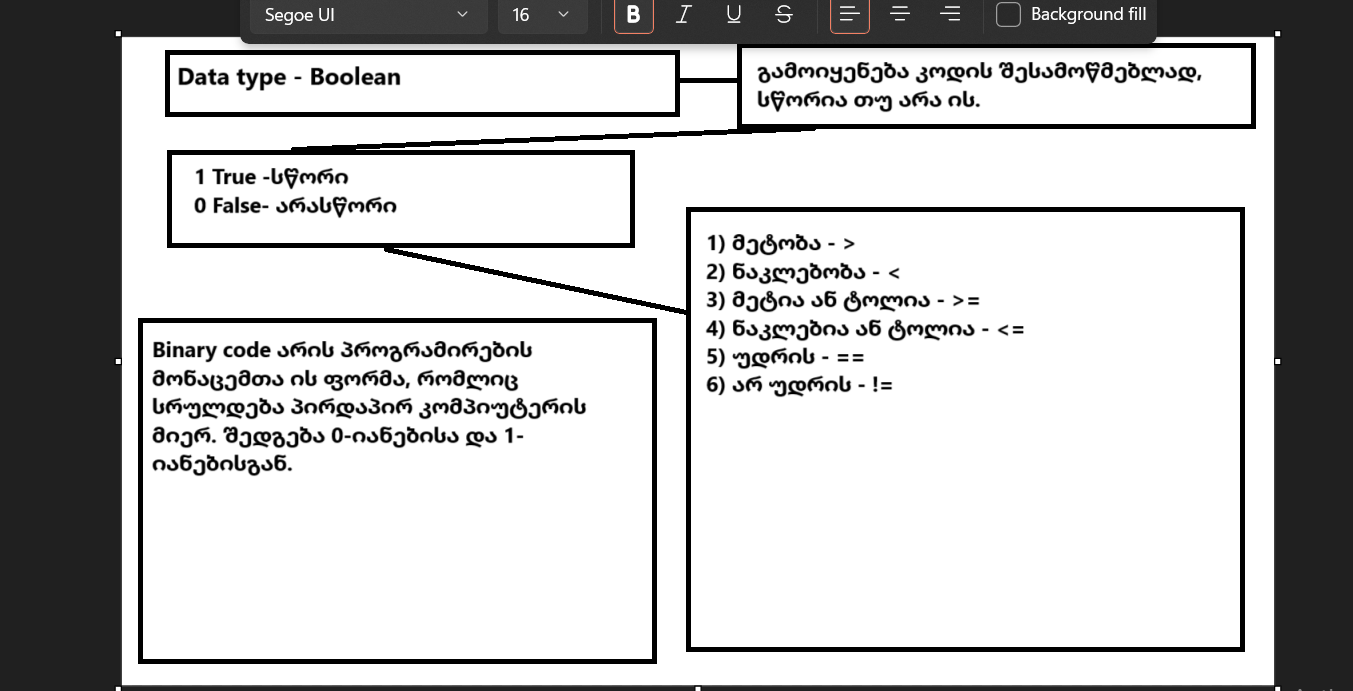 Segoe UI
16
B
I
U
S
Background fill
Data type - Boolean
გამოიყენება კოდის შესამოწმებლად,
სწორია თუ არა ის.
1 True -სწორი
0 False- არასწორი
1) მეტობა - >
2) ნაკლებობა - <
3) მეტია ან ტოლია - >=
4) ნაკლებია ან ტოლია - <=
5) უდრის - ==
6) არ უდრის - !=
Binary code არის პროგრამირების
მონაცემთა ის ფორმა, რომლიც
სრულდება პირდაპირ კომპიუტერის
მიერ. შედგება 0-იანებისა და 1-
იანებისგან.